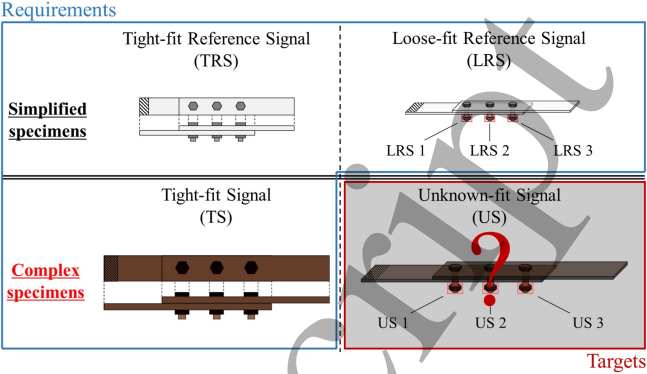 Requirements
Tight-fit Reference Signal
(TRS)
Loose-fit Reference Signal
(LRS)
Simplified
specimens
LRS 1
LRS 2
LRS 3
Tight-fit Signal
(TS)
Unknown-fit Signal
(US)
Complex
specimens
?
US 1
US 2
US 3
Targets